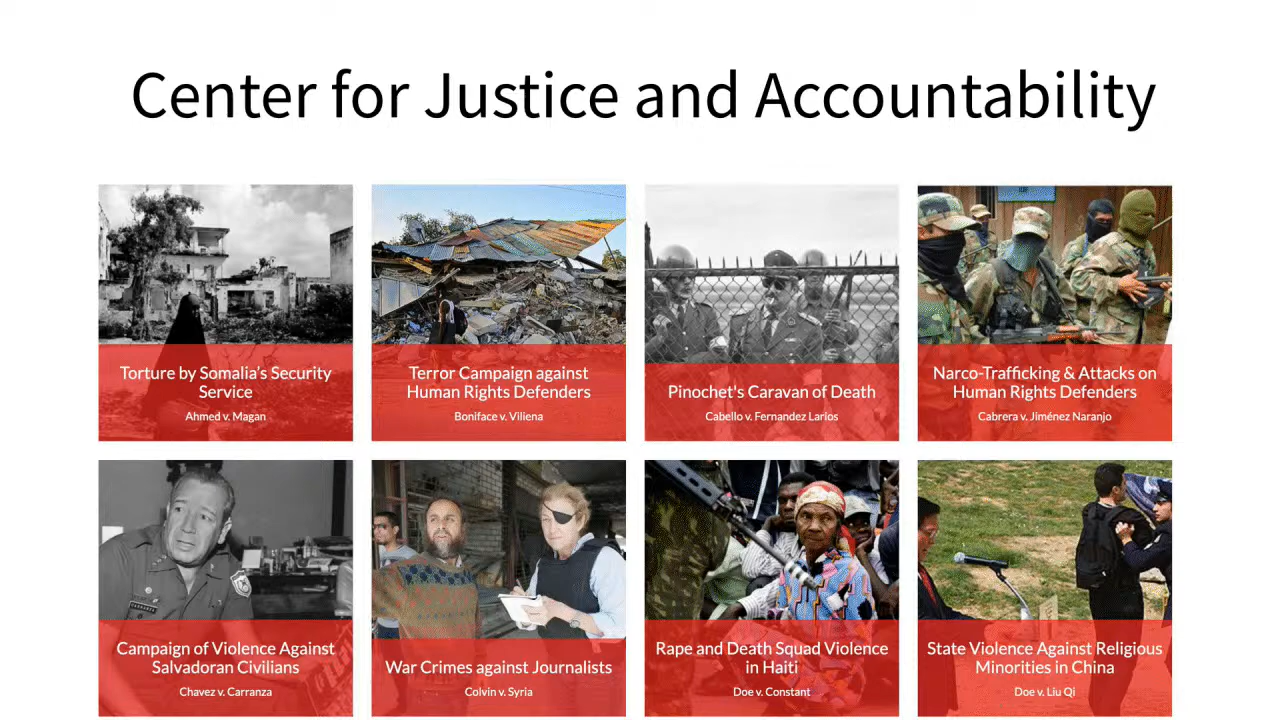 Center for Justice and Accountability
Torture by Somalia's Security
Service
Ahmed v. Magan
Terror Campaign against
Human Rights Defenders
Boniface v. Viliena
Pinochet's Caravan of Death
Cabello v. Fernandez Larios
Narco-Trafficking & Attacks on
Human Rights Defenders
Cabrera v. Jiménez Naranjo
Campaign of Violence Against
Salvadoran Civilians
Chavez v. Carranza
War Crimes against Journalists
Colvin v. Syria
Rape and Death Squad Violence
in Haiti
Doe v. Constant
State Violence Against Religious
Minorities in China
Doe v. Liu Qi